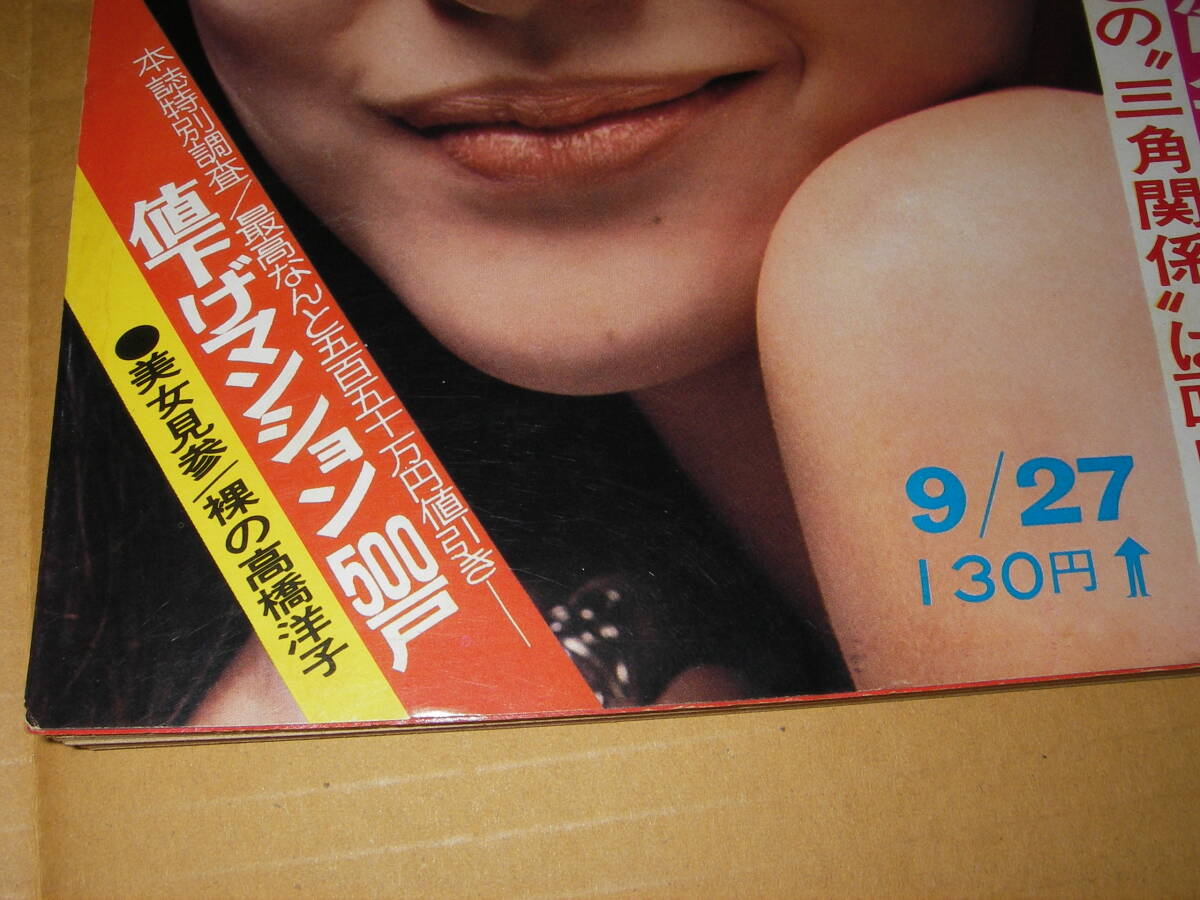 の〝三角関係〟は
本誌特別調査/最高なんと五百五十万円値引き——
値下げマンション500戸
●美女見参/裸の高橋洋子
9/27
130円